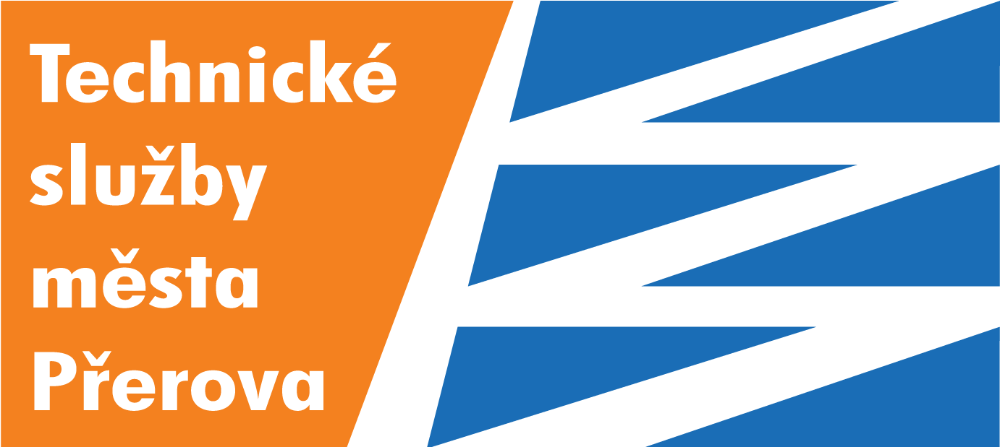 Technické
služby
města
Přerova